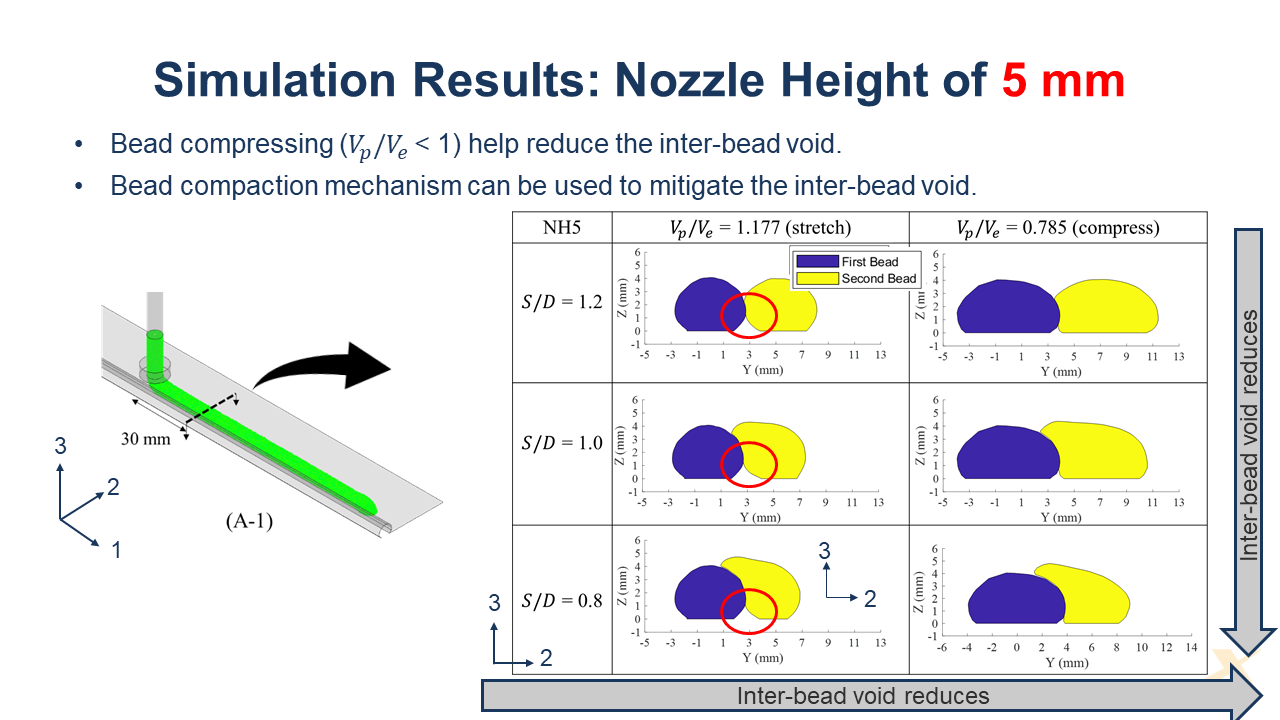 Simulation Results: Nozzle Height of 5 mm
• Bead compressing (Vp/Ve < 1) help reduce the inter-bead void.
• Bead compaction mechanism can be used to mitigate the inter-bead void.
30 mm
(A-1)
3
2
1
NH5
Vp/Ve = 1.177 (stretch)
Vp/Ve = 0.785 (compress)
S/D = 1.2
6
5
4
3
2
1
0
-1
Z (mm)
-5 -3 -1 1 3 5 7 9 11 13
Y (mm)
First Bead
Second Bead
6
5
4
3
2
1
0
-1
-5 -3 -1 1 3 5 7 9 11 13
Y (mm)
S/D = 1.0
6
5
4
3
2
1
0
-1
Z (mm)
-5 -3 -1 1 3 5 7 9 11 13
Y (mm)
6
5
4
3
2
1
0
-1
Z (mm)
-5 -3 -1 1 3 5 7 9 11 13
Y (mm)
S/D = 0.8
6
5
4
3
2
1
0
-1
Z (mm)
-5 -3 -1 1 3 5 7 9 11 13
Y (mm)
3
2
6
5
4
3
2
1
0
-1
Z (mm)
-6 -4 -2 0 2 4 6 8 10 12 14
Y (mm)
3
2
Inter-bead void reduces
Inter-bead void reduces